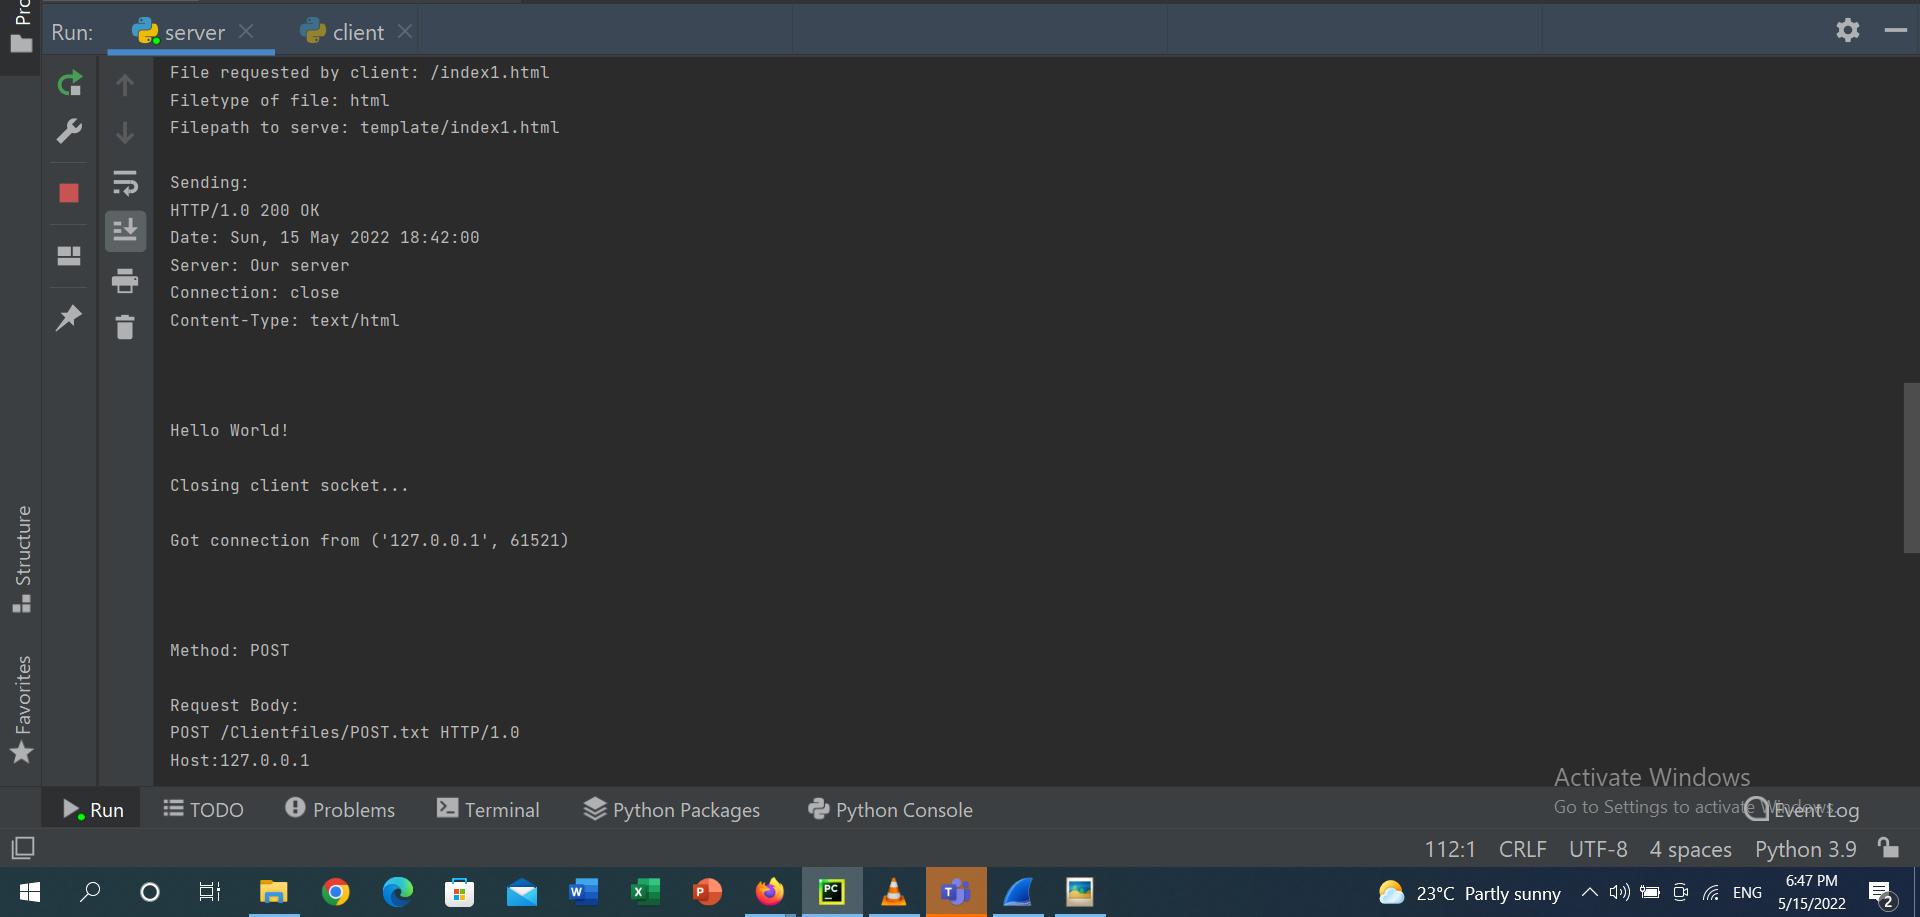 Run:
server
client
File requested by client: /index1.html
Filetype of file: html
Filepath to serve: template/index1.html
Sending:
HTTP/1.0 200 OK
Date: Sun, 15 May 2022 18:42:00
Server: Our server
Connection: close
Content-Type: text/html
Hello World!
Closing client socket...
Got connection from ('127.0.0.1', 61521)
Method: POST
Request Body:
POST /Clientfiles/POST.txt HTTP/1.0
Host:127.0.0.1
Structure
Favorites
Activate Windows
Go to Settings to activate Windows.
Run
TODO
Problems
Terminal
Python Packages
Python Console
Event Log
112:1
CRLF
UTF-8
4 spaces
Python 3.9
W
X
P
PC
T
23°C Partly sunny
ENG
6:47 PM
5/15/2022
2